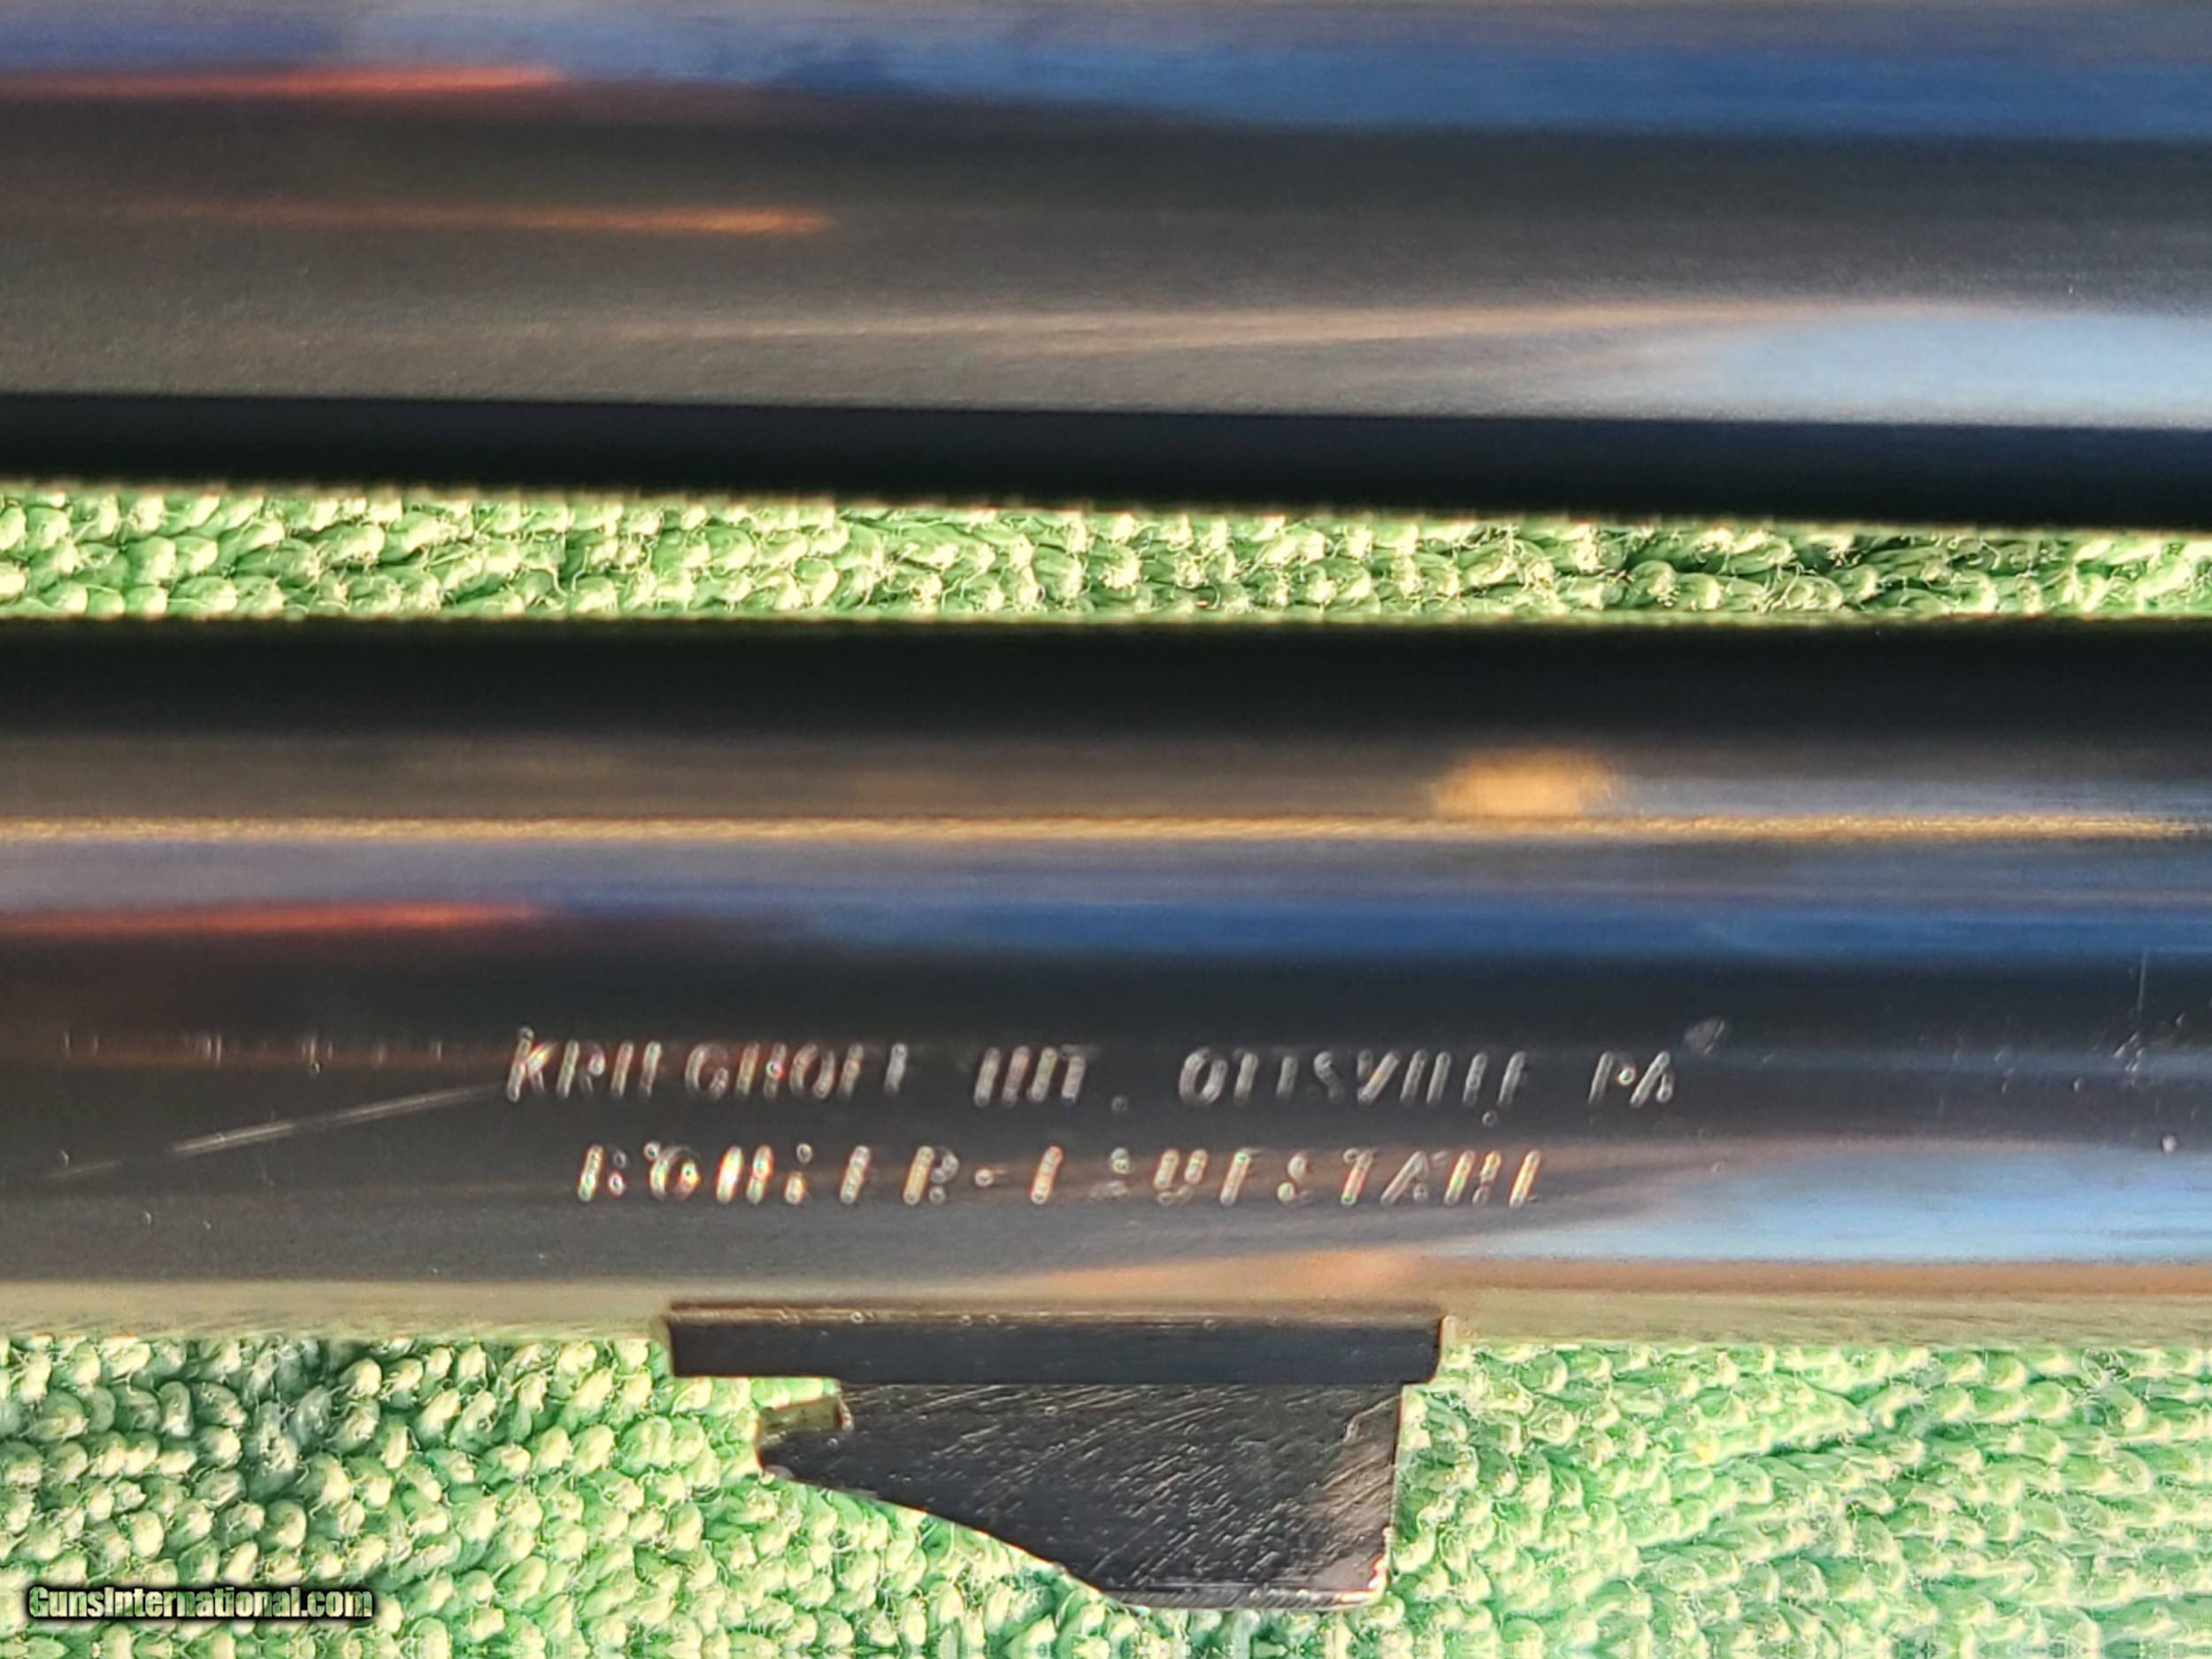 KRIEGHOFF INT. OTTSVILLE PA
BÖHLER-LAUFSTAHL
GunsInternational.com